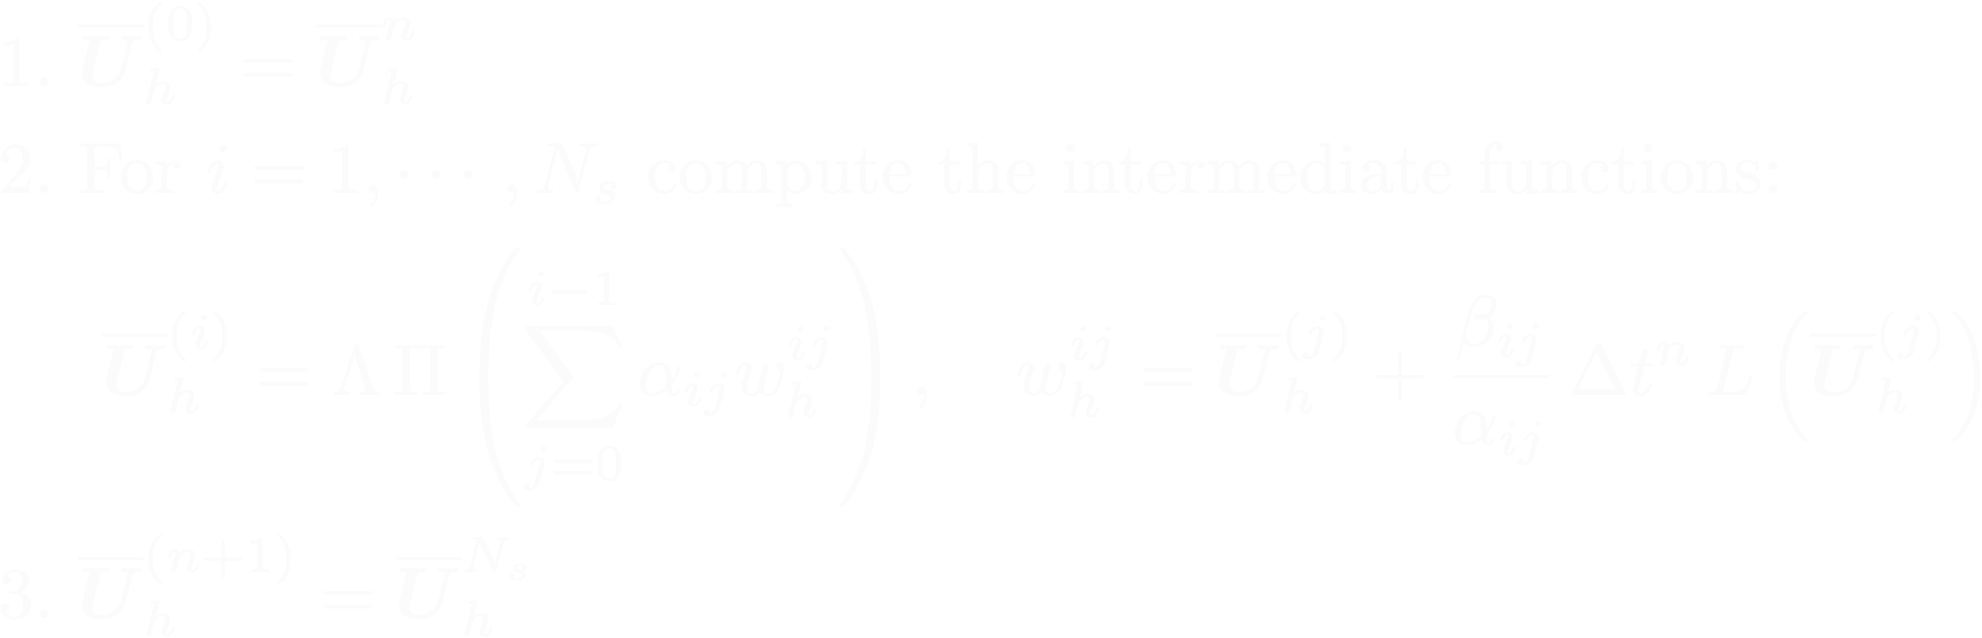 1. $\overline{\boldsymbol{U}}_h^{(0)} = \overline{\boldsymbol{U}}_h^{n}$
2. For $i = 1, \cdots, N_s$ compute the intermediate functions:
$\overline{\boldsymbol{U}}_h^{(i)} = \Lambda \Pi \left( \sum_{j=0}^{i-1} \alpha_{ij} w_h^{ij} \right), \quad w_h^{ij} = \overline{\boldsymbol{U}}_h^{(j)} + \frac{\beta_{ij}}{\alpha_{ij}} \Delta t^n L \left( \overline{\boldsymbol{U}}_h^{(j)} \right)$
3. $\overline{\boldsymbol{U}}_h^{(n+1)} = \overline{\boldsymbol{U}}_h^{N_s}$